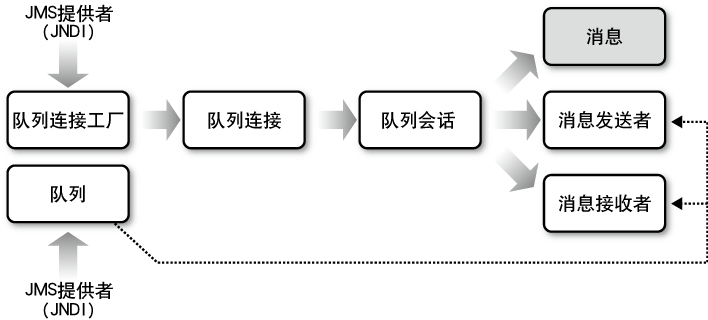 JMS提供者
(JNDI)
消息
队列连接工厂
队列连接
队列会话
消息发送者
队列
消息接收者
JMS提供者
(JNDI)